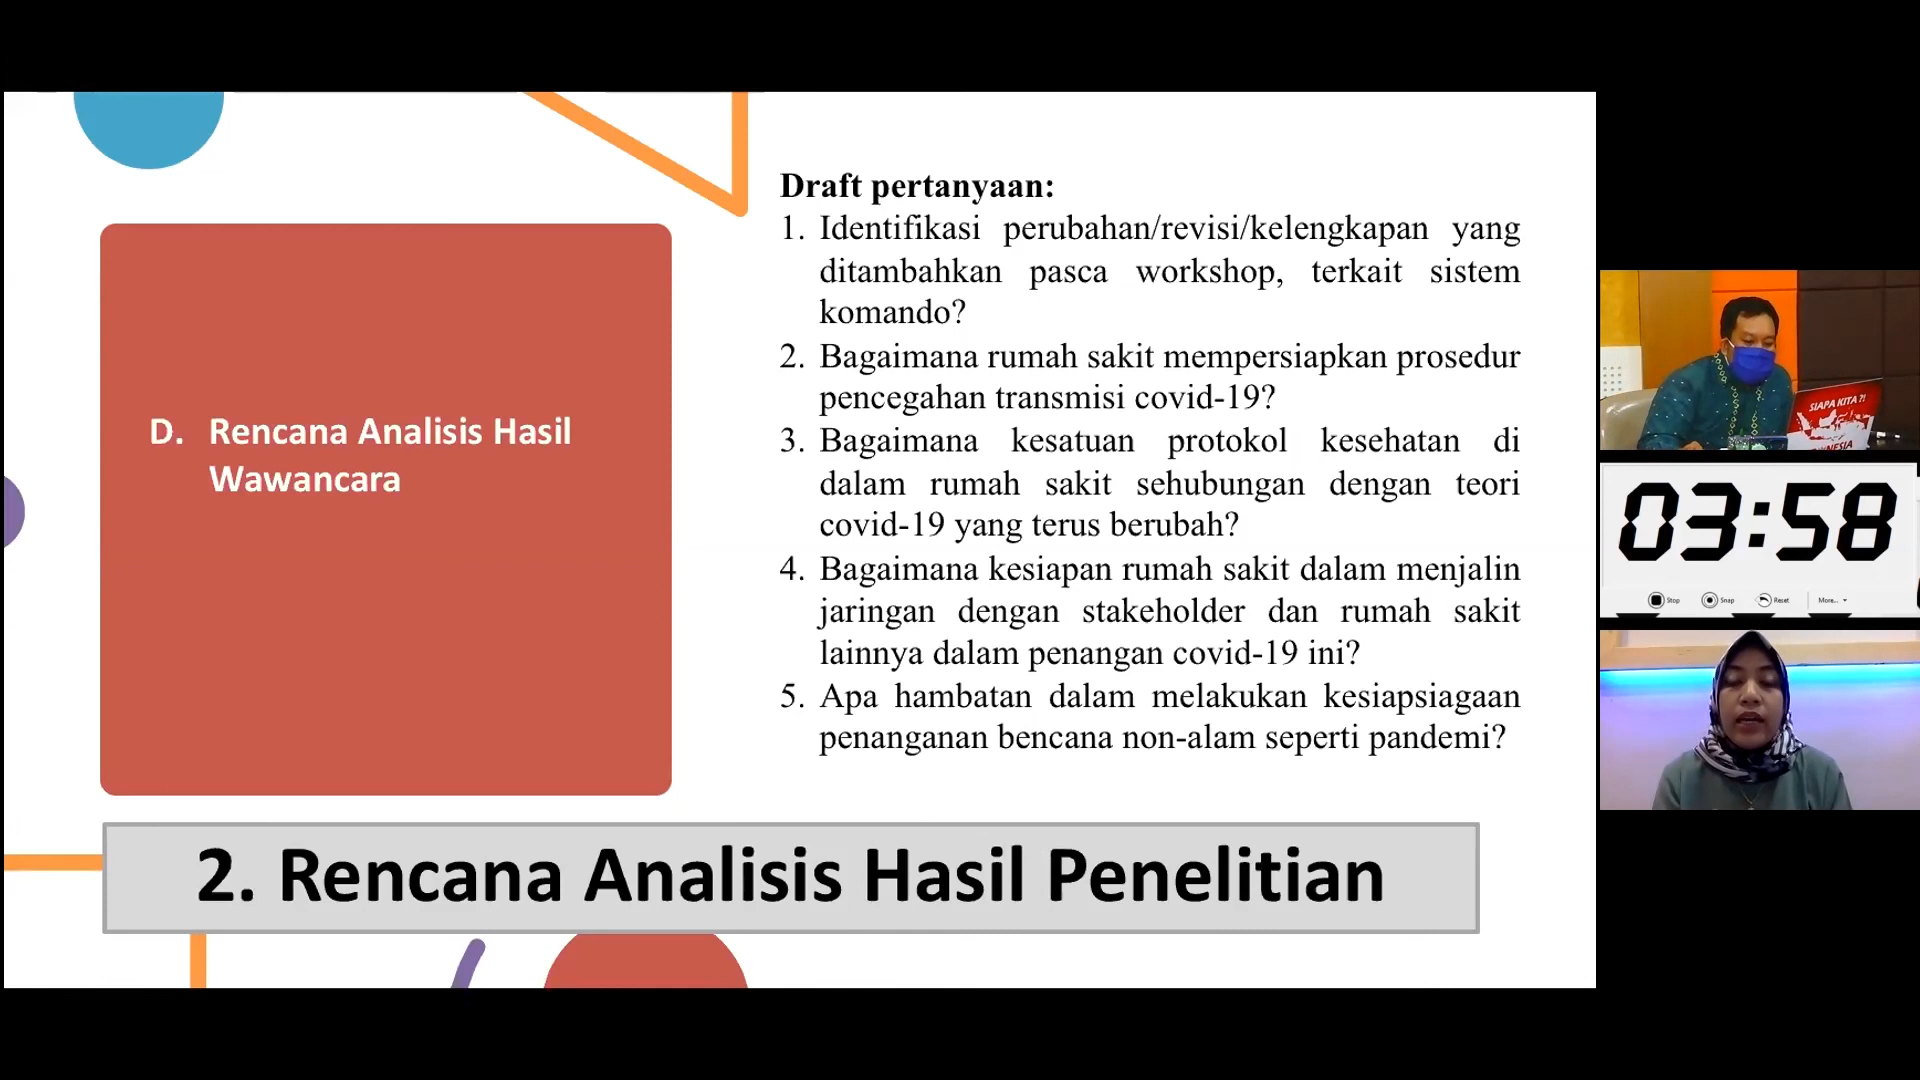 Draft pertanyaan:
1. Identifikasi perubahan/revisi/kelengkapan yang
ditambahkan pasca workshop, terkait sistem
komando?
2. Bagaimana rumah sakit mempersiapkan prosedur
pencegahan transmisi covid-19?
3. Bagaimana kesatuan protokol kesehatan di
dalam rumah sakit sehubungan dengan teori
covid-19 yang terus berubah?
4. Bagaimana kesiapan rumah sakit dalam menjalin
jaringan dengan stakeholder dan rumah sakit
lainnya dalam penangan covid-19 ini?
5. Apa hambatan dalam melakukan kesiapsiagaan
penanganan bencana non-alam seperti pandemi?
D. Rencana Analisis Hasil
Wawancara
2. Rencana Analisis Hasil Penelitian
SIAPA KITA ?!
03:58
Stop
Snap
Reset
More...